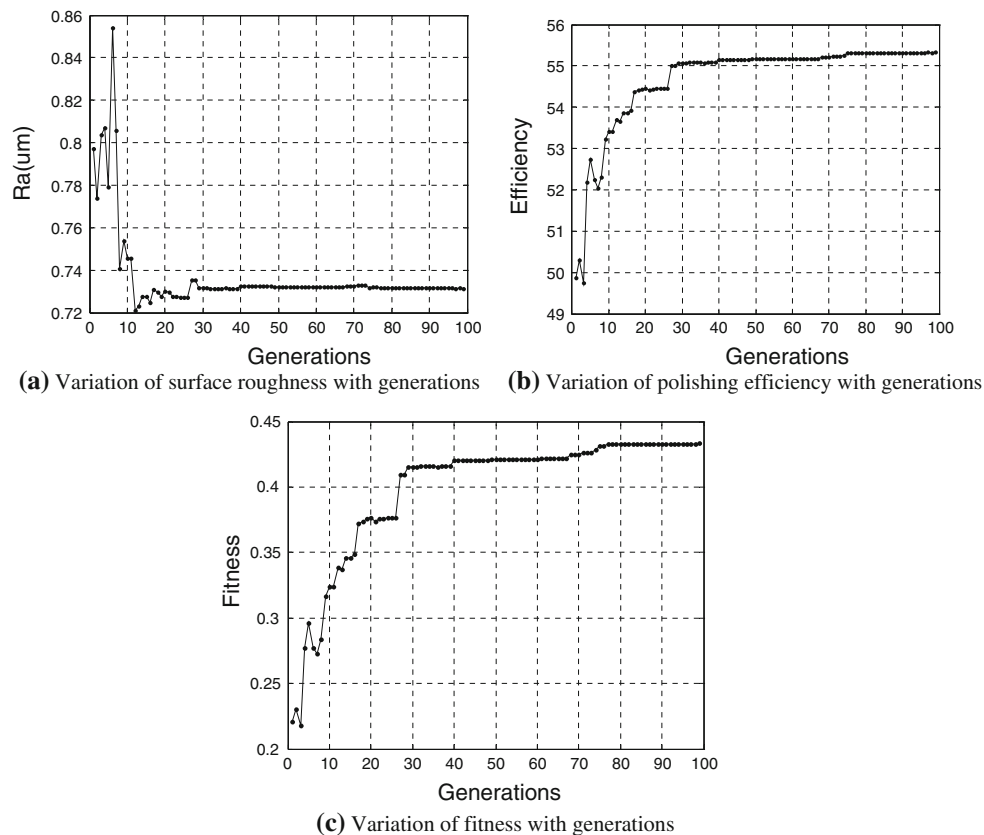 0.86
0.84
0.82
0.8
0.78
0.76
0.74
0.72
Ra(um)
0 10 20 30 40 50 60 70 80 90 100
Generations
(a) Variation of surface roughness with generations
56
55
54
53
52
51
50
49
Efficiency
0 10 20 30 40 50 60 70 80 90 100
Generations
(b) Variation of polishing efficiency with generations
0.45
0.4
0.35
0.3
0.25
0.2
Fitness
0 10 20 30 40 50 60 70 80 90 100
Generations
(c) Variation of fitness with generations